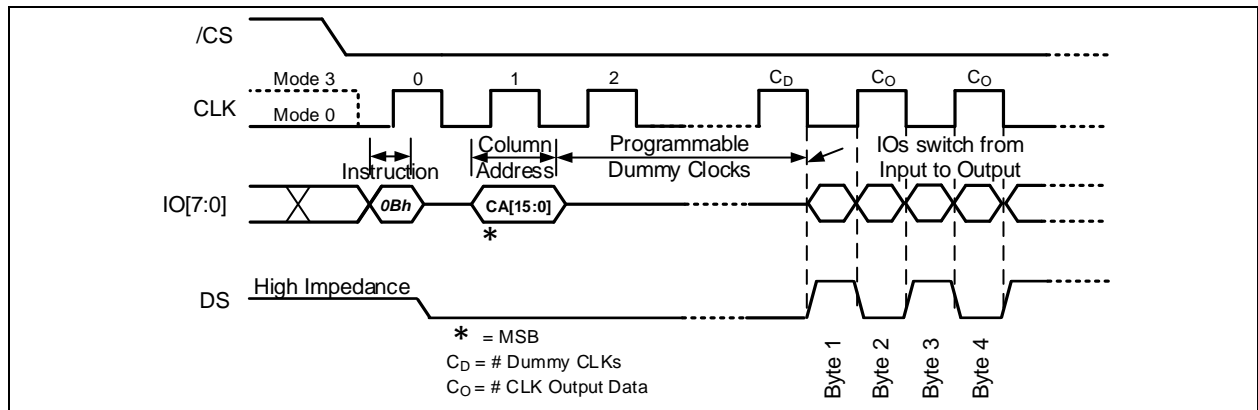 /CS
Mode 3
Mode 0
CLK
0
1
2
C_D
C_O
C_O
Instruction
Column
Address
Programmable
Dummy Clocks
IOs switch from
Input to Output
IO[7:0]
0Bh
CA[15:0]
*
DS
High Impedance
* = MSB
C_D = # Dummy CLKs
C_O = # CLK Output Data
Byte 1
Byte 2
Byte 3
Byte 4